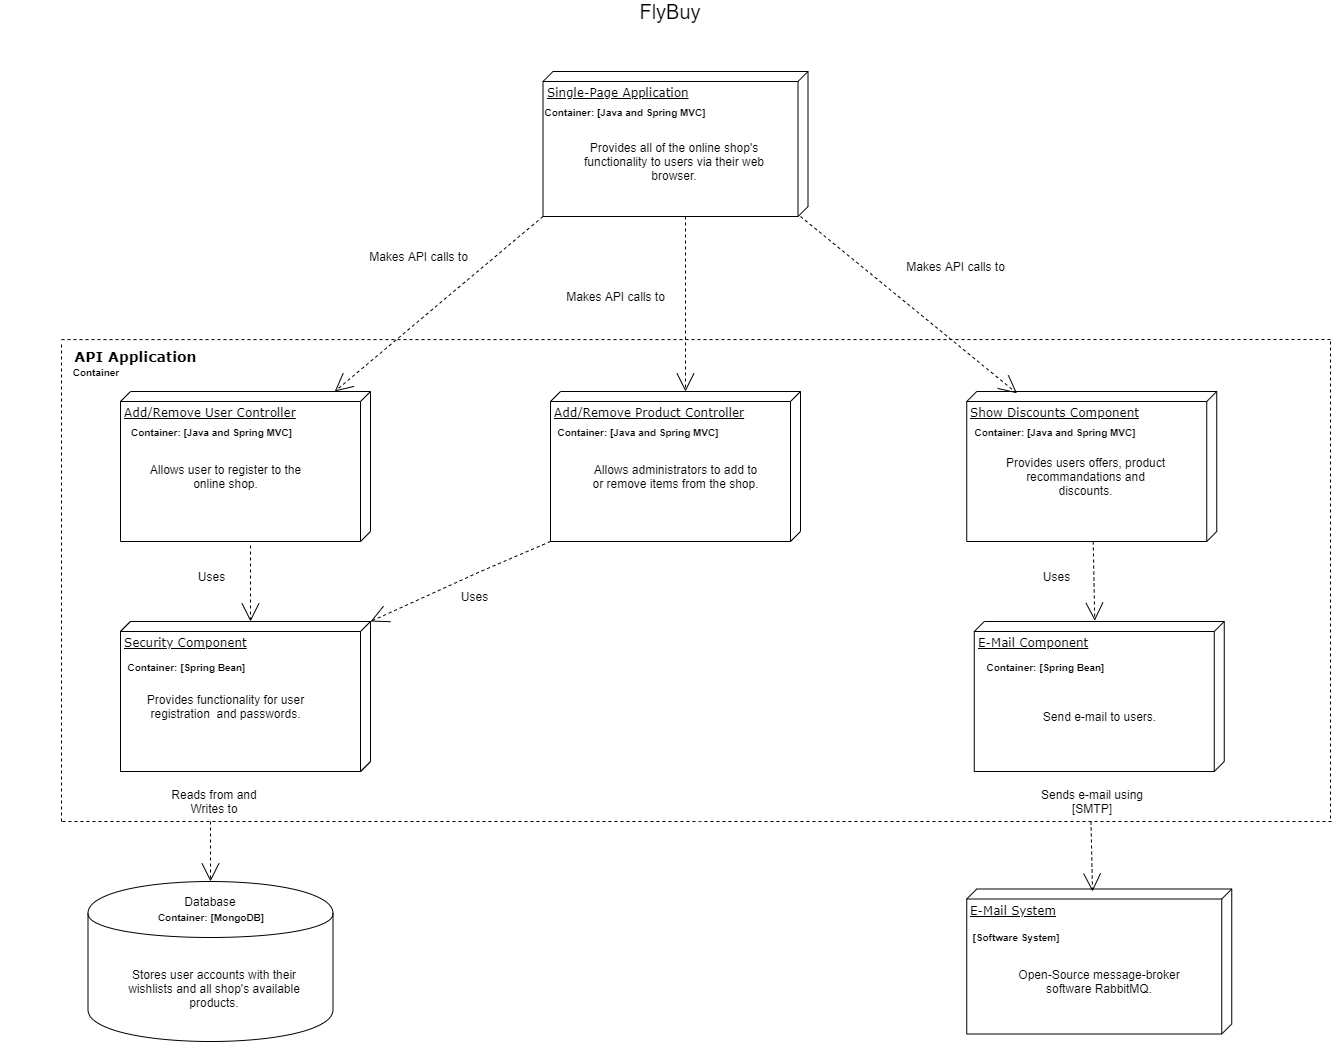 FlyBuy
Single-Page Application
Container: [Java and Spring MVC]
Provides all of the online shop's
functionality to users via their web
browser.
Makes API calls to
Makes API calls to
Makes API calls to
API Application
Container
Add/Remove User Controller
Container: [Java and Spring MVC]
Allows user to register to the
online shop.
Add/Remove Product Controller
Container: [Java and Spring MVC]
Allows administrators to add to
or remove items from the shop.
Show Discounts Component
Container: [Java and Spring MVC]
Provides users offers, product
recommandations and
discounts.
Uses
Uses
Uses
Security Component
Container: [Spring Bean]
Provides functionality for user
registration and passwords.
E-Mail Component
Container: [Spring Bean]
Send e-mail to users.
Reads from and
Writes to
Sends e-mail using
[SMTP]
Database
Container: [MongoDB]
Stores user accounts with their
wishlists and all shop's available
products.
E-Mail System
[Software System]
Open-Source message-broker
software RabbitMQ.